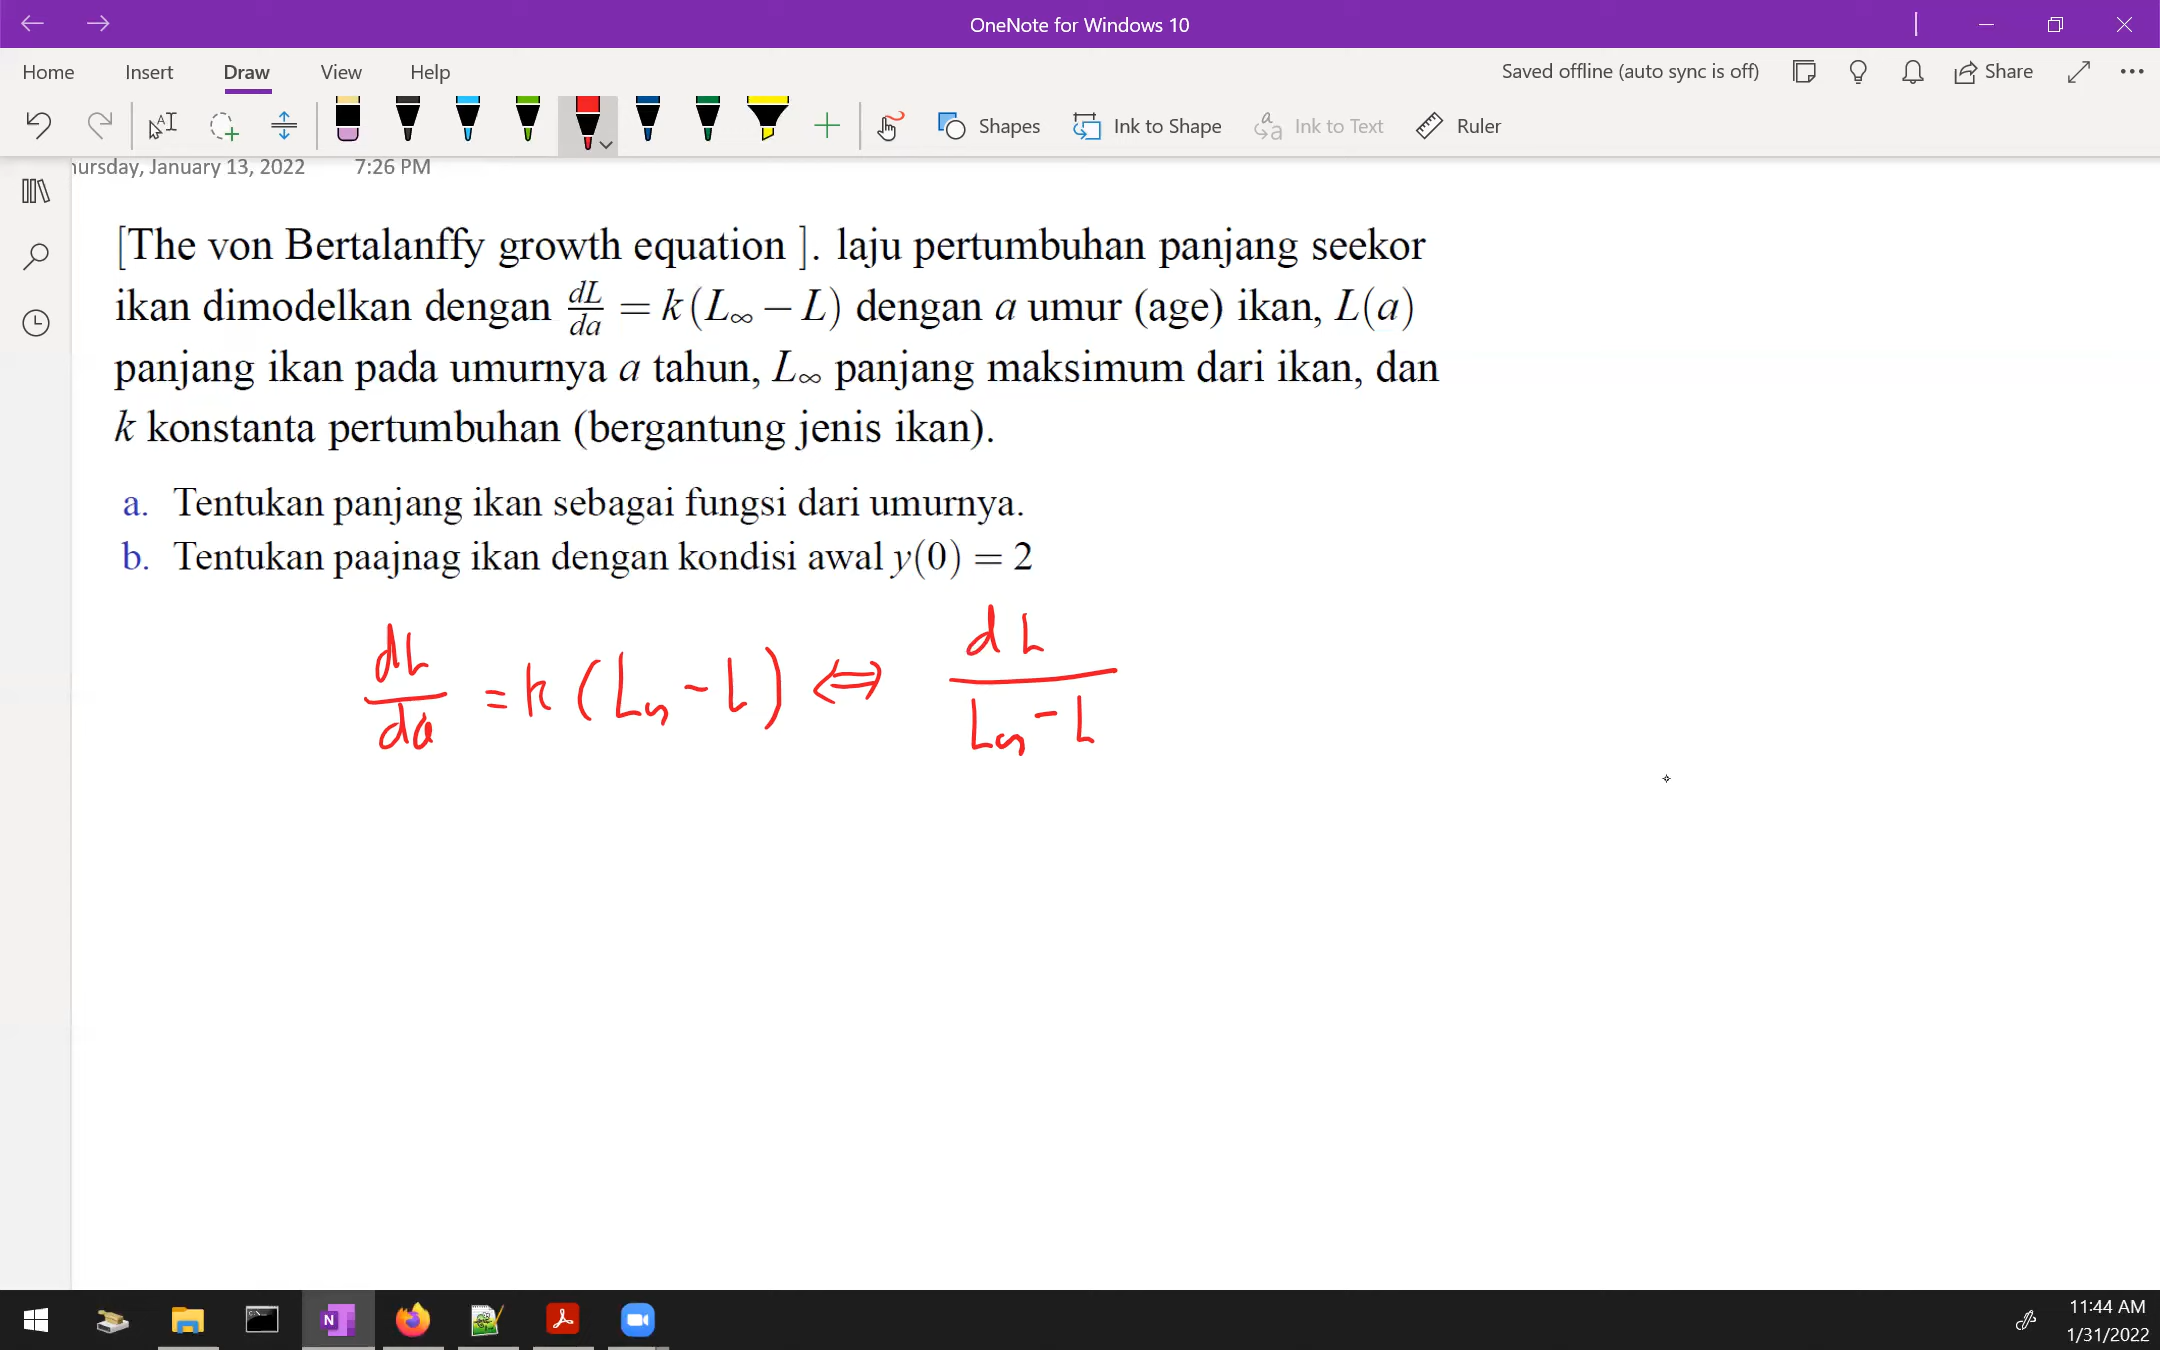 OneNote for Windows 10
Home Insert Draw View Help Saved offline (auto sync is off) Share
Shapes Ink to Shape Ink to Text Ruler
hursday, January 13, 2022 7:26 PM
[The von Bertalanffy growth equation ]. laju pertumbuhan panjang seekor
ikan dimodelkan dengan dL/da = k(L∞ − L) dengan a umur (age) ikan, L(a)
panjang ikan pada umurnya a tahun, L∞ panjang maksimum dari ikan, dan
k konstanta pertumbuhan (bergantung jenis ikan).
a. Tentukan panjang ikan sebagai fungsi dari umurnya.
b. Tentukan paajnag ikan dengan kondisi awal y(0) = 2
dL/da = k (L∞ - L) ⇔ dL/L∞ - L
11:44 AM
1/31/2022